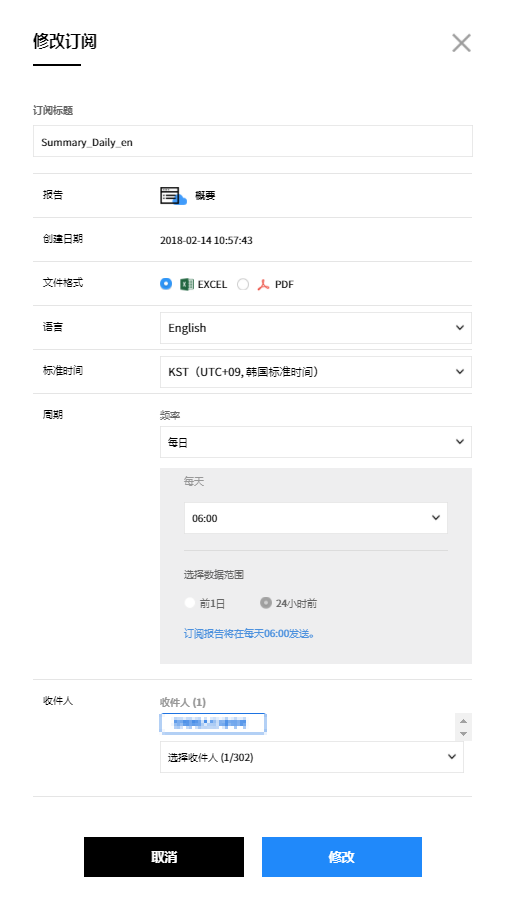 修改订阅
订阅标题
Summary_Daily_en
报告 概要
创建日期 2018-02-14 10:57:43
文件格式 EXCEL PDF
语言 English
标准时间 KST（UTC+09, 韩国标准时间）
周期 频率
每日
每天
06:00
选择数据范围
前1日 24小时前
订阅报告将在每天06:00发送。
收件人 收件人 (1)
选择收件人 (1/302)
取消 修改